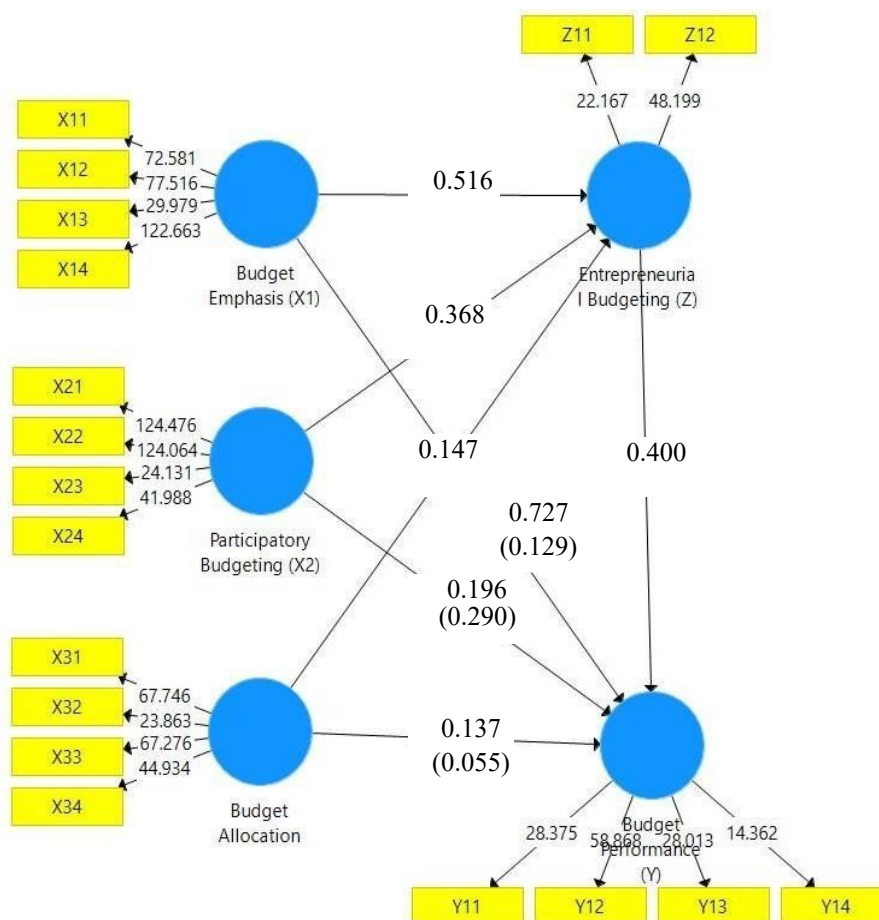 Z11
Z12
22.167
48.199
X11
X12
X13
X14
72.581
77.516
29.979
122.663
Budget
Emphasis (X1)
0.516
Entrepreneuria
l Budgeting (Z)
0.368
X21
X22
X23
X24
124.476
124.064
24.131
41.988
Participatory
Budgeting (X2)
0.147
0.400
0.727
(0.129)
0.196
(0.290)
X31
X32
X33
X34
67.746
23.863
67.276
44.934
Budget
Allocation
0.137
(0.055)
28.375
58.868
28.013
14.362
Budget
Performance
(Y)
Y11
Y12
Y13
Y14